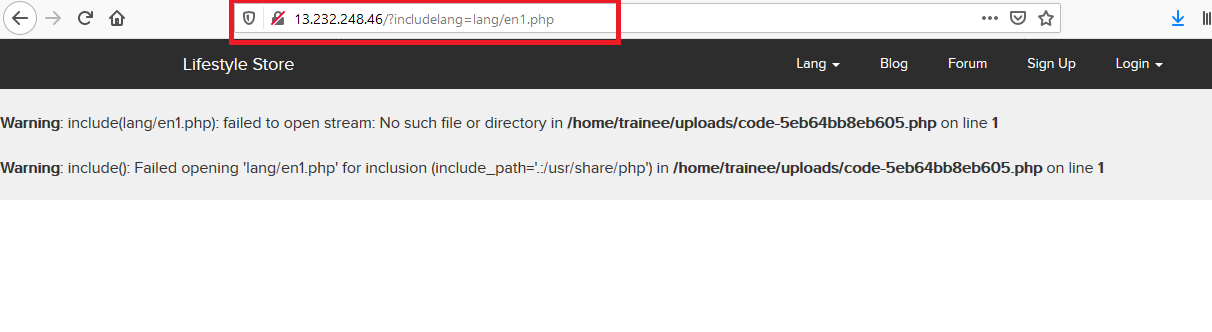 13.232.248.46/?includelang=lang/en1.php
Lifestyle Store Lang Blog Forum Sign Up Login
Warning: include(lang/en1.php): failed to open stream: No such file or directory in /home/trainee/uploads/code-5eb64bb8eb605.php on line 1
Warning: include(): Failed opening 'lang/en1.php' for inclusion (include_path='.:/usr/share/php') in /home/trainee/uploads/code-5eb64bb8eb605.php on line 1